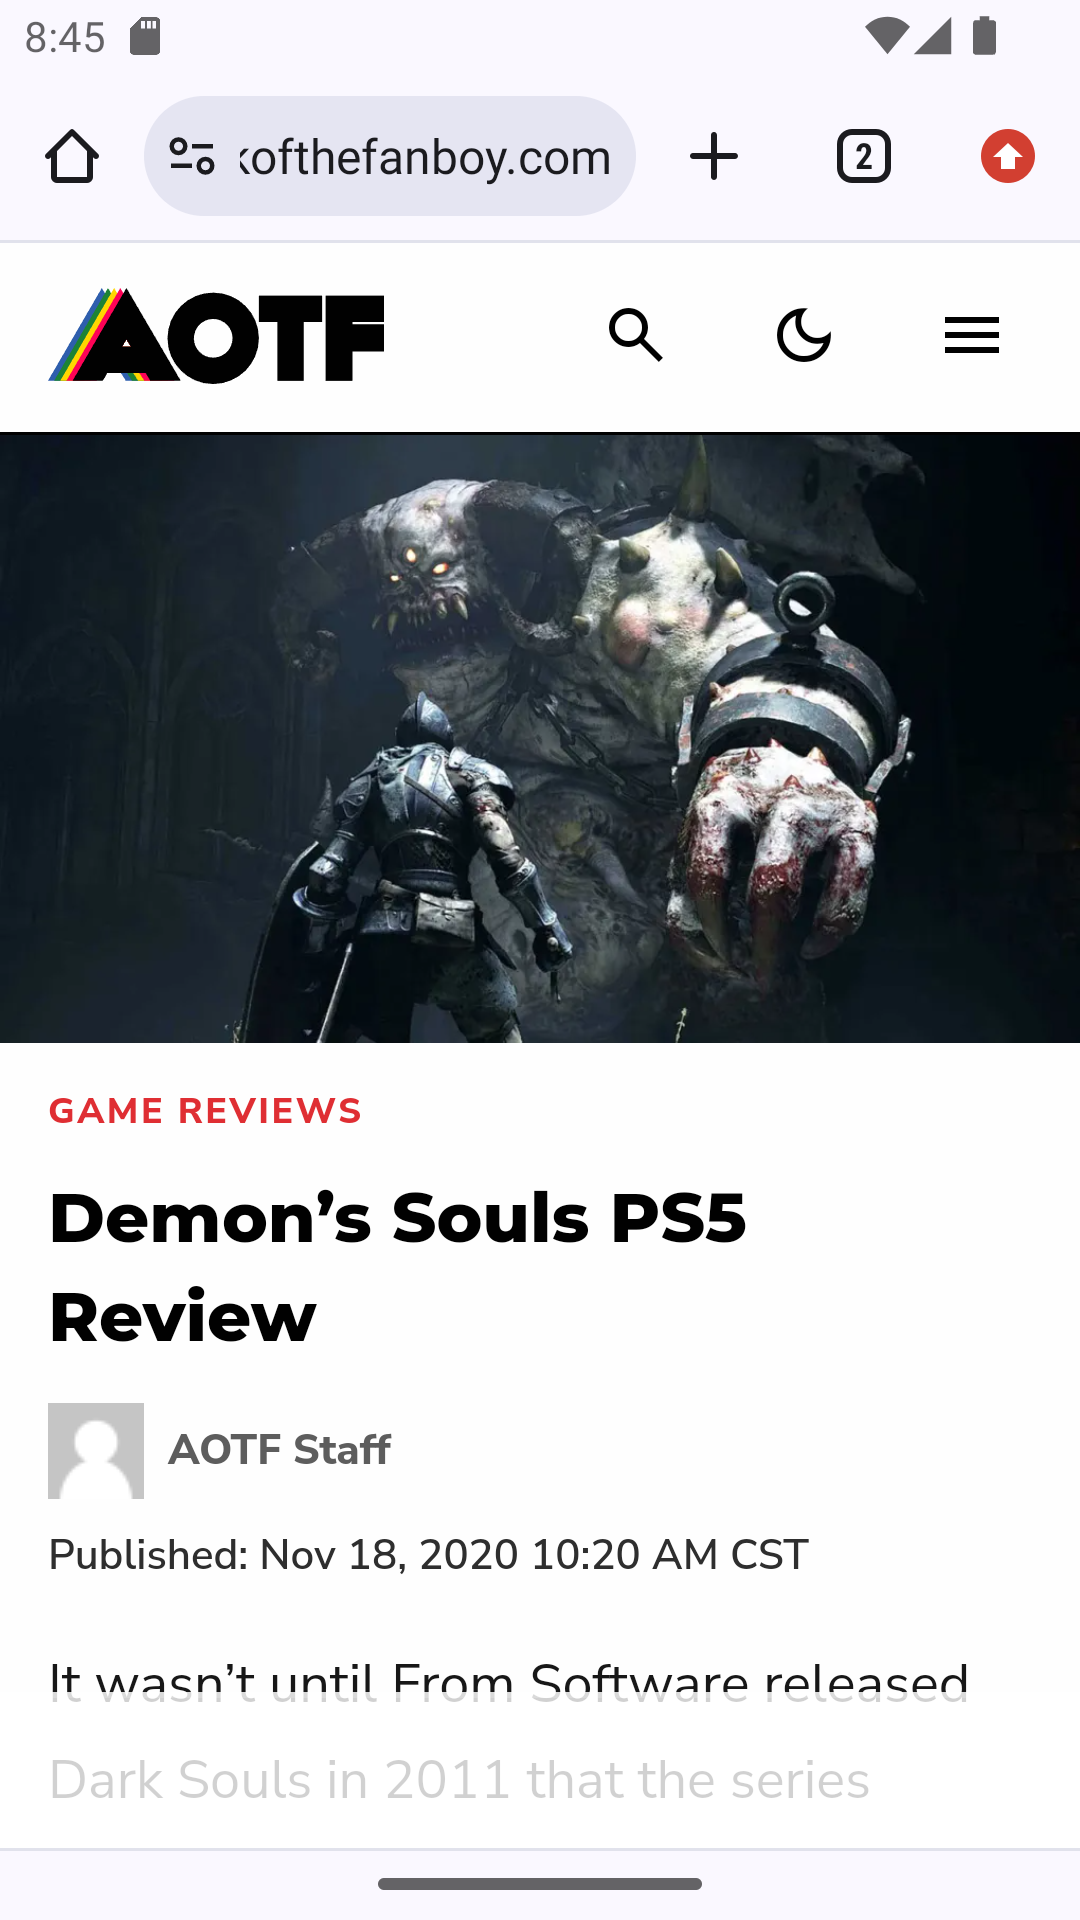 8:45
kofthefanboy.com
2
AOTF
GAME REVIEWS
Demon’s Souls PS5
Review
AOTF Staff
Published: Nov 18, 2020 10:20 AM CST
It wasn’t until From Software released
Dark Souls in 2011 that the series